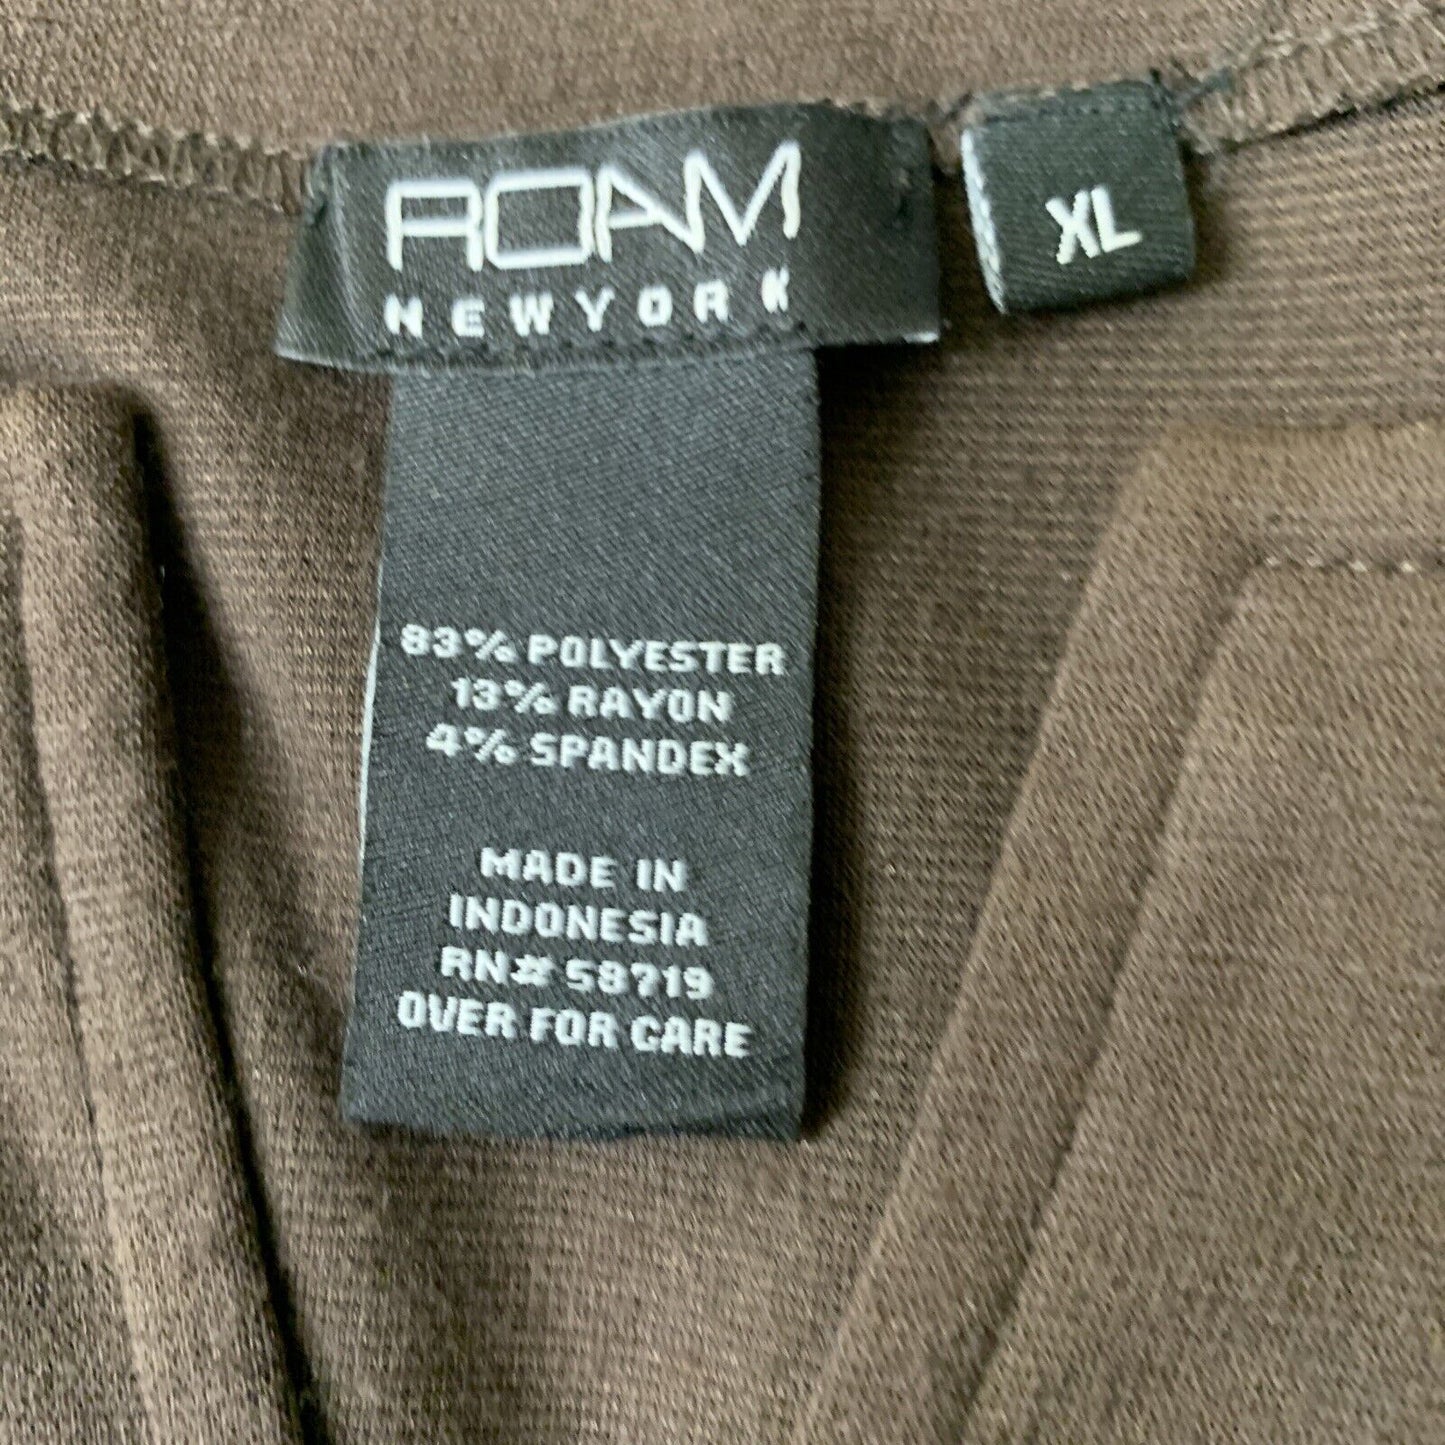 ROAM
NEWYORK
XL
83% POLYESTER
13% RAYON
4% SPANDEX
MADE IN
INDONESIA
RN# 58719
OVER FOR CARE